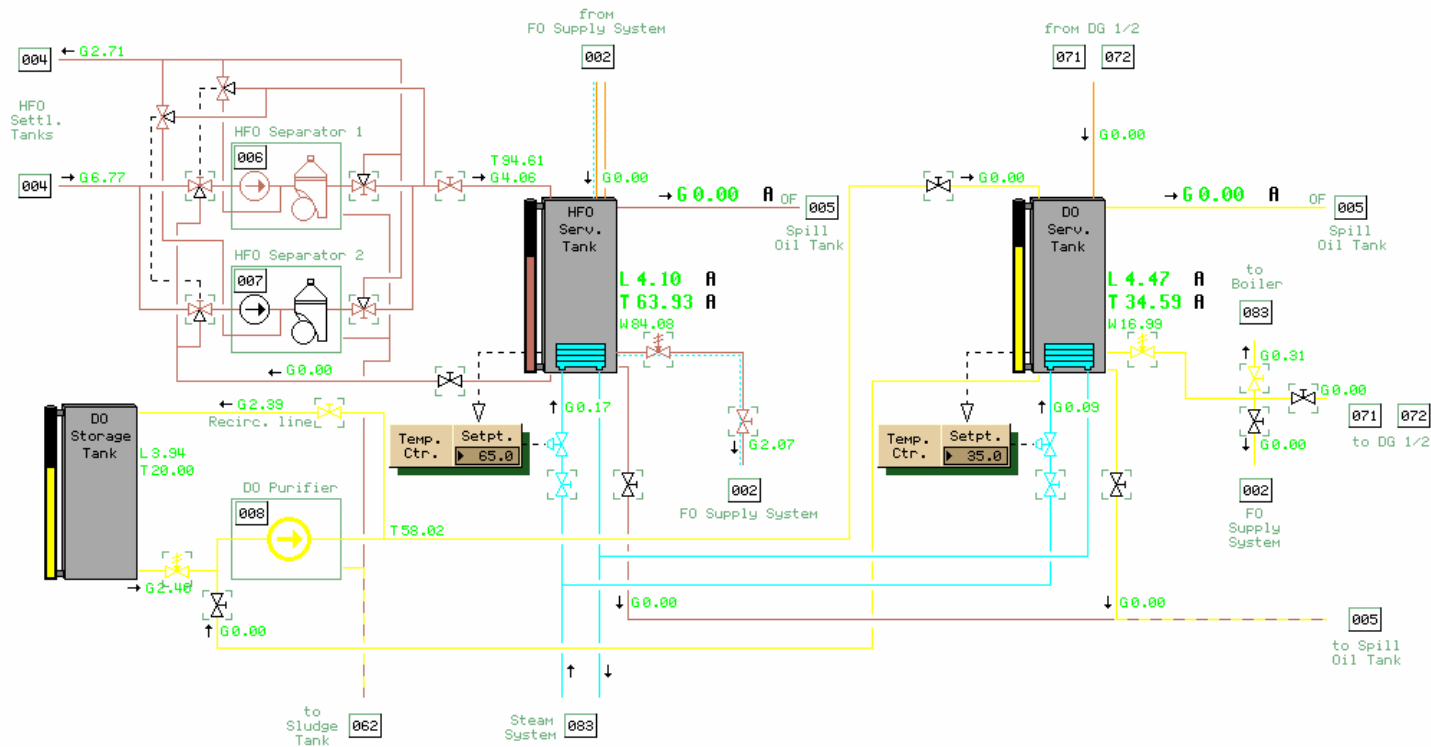 from
FO Supply System
002
from DG 1/2
071 072
004
G2.71
HFO
Settl.
Tanks
004
G6.77
HFO Separator 1
006
HFO Separator 2
007
T94.61
G4.06
G0.00
G0.00 A OF
005
Spill
Oil Tank
HFO
Serv.
Tank
L 4.10 A
T 63.93 A
W84.08
G0.00
G0.00
G0.00
G0.00 A OF
005
Spill
Oil Tank
DO
Serv.
Tank
L 4.47 A
T 34.59 A
W16.99
to
Boiler
083
G0.31
G0.00
071 072
to DG 1/2
G0.00
002
FO
Supply
System
DO
Storage
Tank
L3.94
T20.00
G2.39
Recirc. line
G0.17
Temp.
Ctr.
Setpt.
65.0
G2.07
002
FO Supply System
G0.09
Temp.
Ctr.
Setpt.
35.0
DO Purifier
008
T58.02
G2.40
G0.00
G0.00
G0.00
005
to Spill
Oil Tank
to
Sludge
Tank
062
Steam
System
083